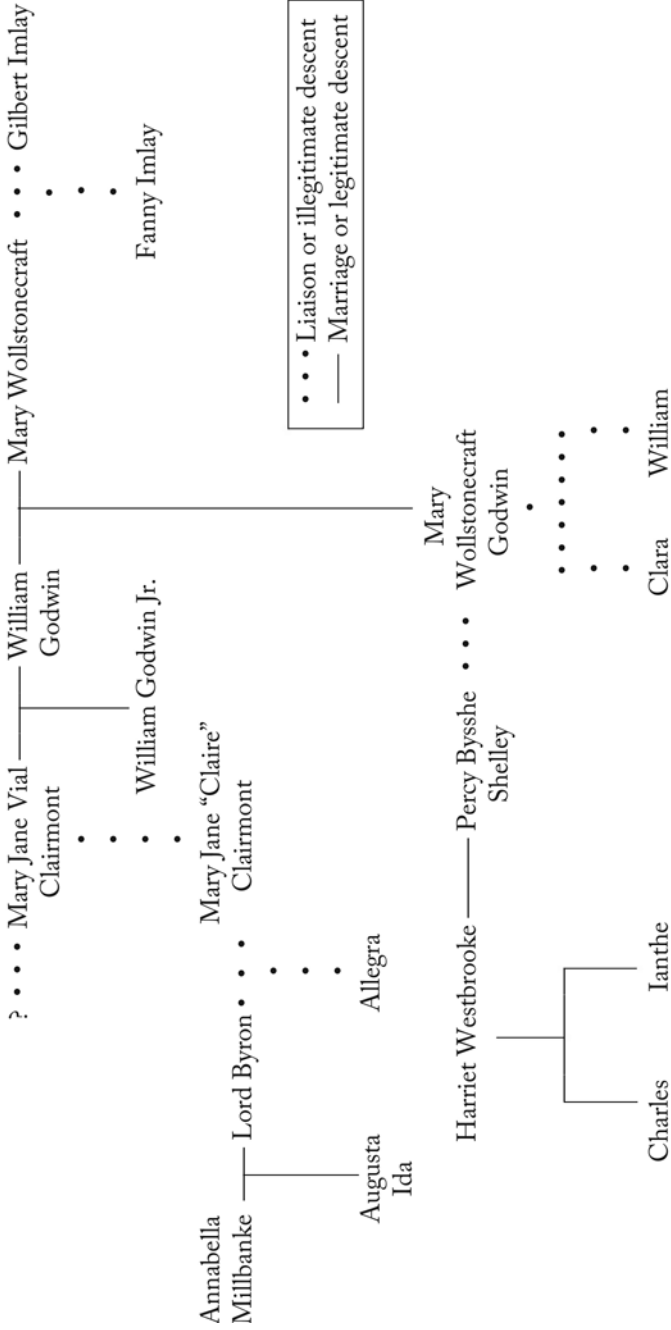 ? Mary Jane Vial
Clairmont
William
Godwin
Mary Wollstonecraft
Gilbert Imlay
William Godwin Jr.
Fanny Imlay
Annabella
Millbanke
Lord Byron
Mary Jane “Claire”
Clairmont
Augusta
Ida
Allegra
Liaison or illegitimate descent
Marriage or legitimate descent
Harriet Westbrooke
Percy Bysshe
Shelley
Mary
Wollstonecraft
Godwin
Charles
Ianthe
Clara
William